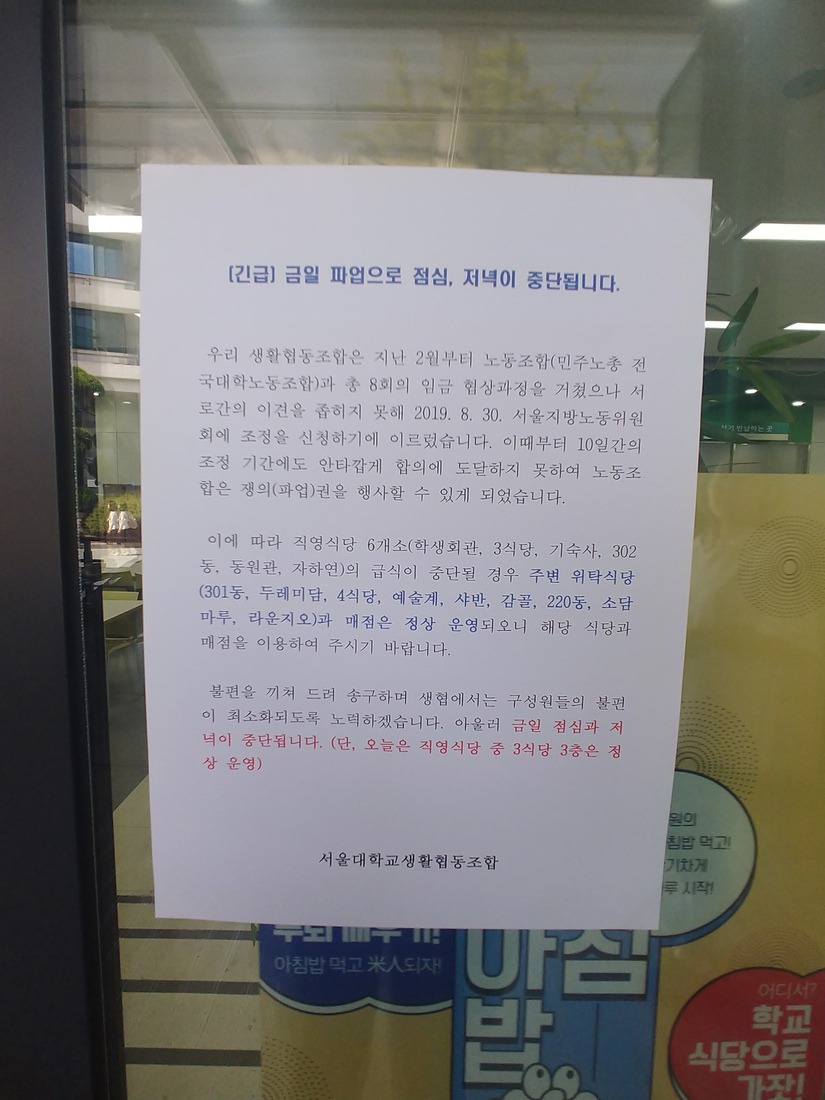 [긴급] 금일 파업으로 점심, 저녁이 중단됩니다.
우리 생활협동조합은 지난 2월부터 노동조합(민주노총 전
국대학노동조합)과 총 8회의 임금 협상과정을 거쳤으나 서
로간의 이견을 좁히지 못해 2019. 8. 30. 서울지방노동위원
회에 조정을 신청하기에 이르렀습니다. 이때부터 10일간의
조정 기간에도 안타깝게 합의에 도달하지 못하여 노동조
합은 쟁의(파업)권을 행사할 수 있게 되었습니다.
이에 따라 직영식당 6개소(학생회관, 3식당, 기숙사, 302
동, 동원관, 자하연)의 급식이 중단될 경우 주변 위탁식당
(301동, 두레미담, 4식당, 예술계, 샤반, 감골, 220동, 소담
마루, 라운지오)과 매점은 정상 운영되오니 해당 식당과
매점을 이용하여 주시기 바랍니다.
불편을 끼쳐 드려 송구하며 생협에서는 구성원들의 불편
이 최소화되도록 노력하겠습니다. 아울러 금일 점심과 저
녁이 중단됩니다. (단, 오늘은 직영식당 중 3식당 3층은 정
상 운영)
서울대학교생활협동조합
원의
침밥 먹고!
기차게
루 시작!
아침밥 먹고 米人되자!
아침
밥
어디서?
학교
식당으로
가자!